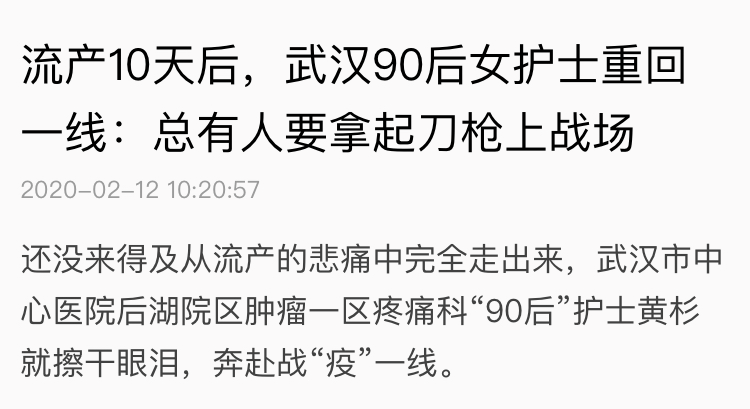 流产10天后，武汉90后女护士重回
一线：总有人要拿起刀枪上战场
2020-02-12 10:20:57
还没来得及从流产的悲痛中完全走出来，武汉市中
心医院后湖院区肿瘤一区疼痛科“90后”护士黄杉
就擦干眼泪，奔赴战“疫”一线。